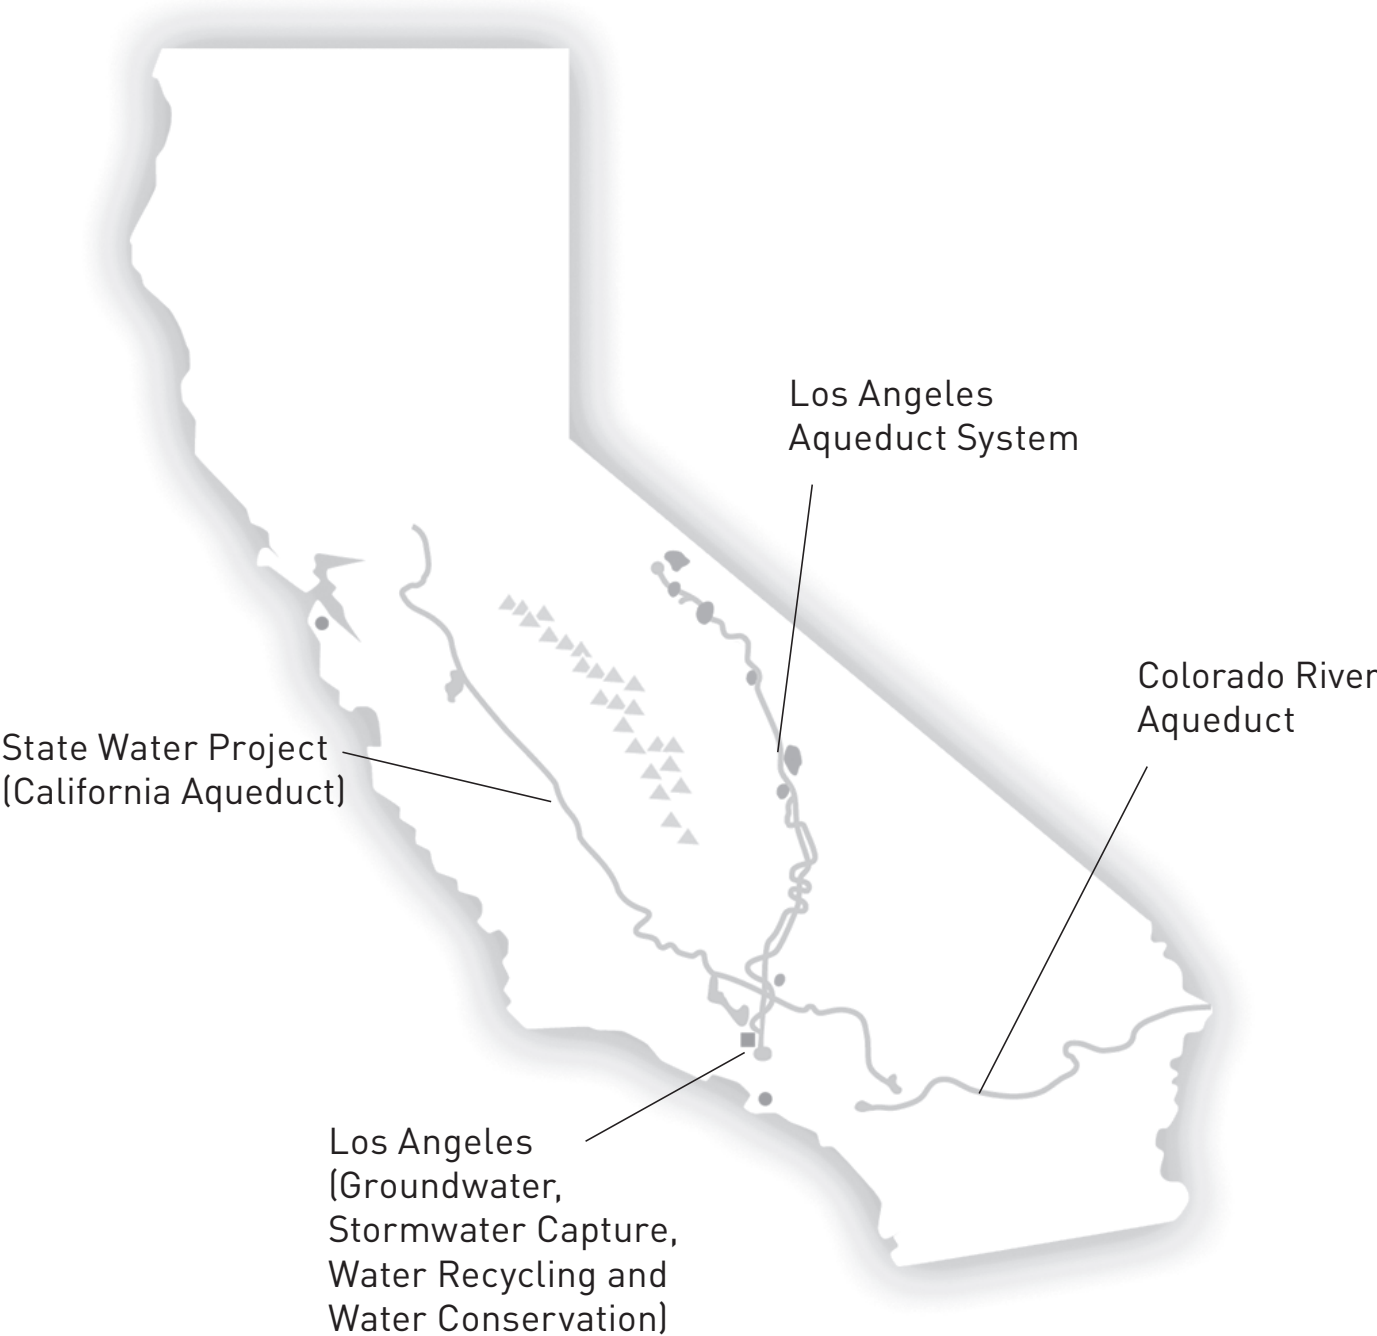 Los Angeles
Aqueduct System
Colorado River
Aqueduct
State Water Project
(California Aqueduct)
Los Angeles
(Groundwater,
Stormwater Capture,
Water Recycling and
Water Conservation)